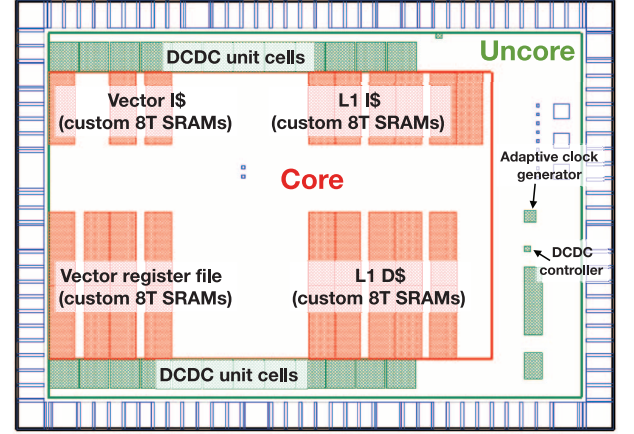 DCDC unit cells
Uncore
Vector I$
(custom 8T SRAMs)
L1 I$
(custom 8T SRAMs)
Adaptive clock
generator
Core
DCDC
controller
Vector register file
(custom 8T SRAMs)
L1 D$
(custom 8T SRAMs)
DCDC unit cells